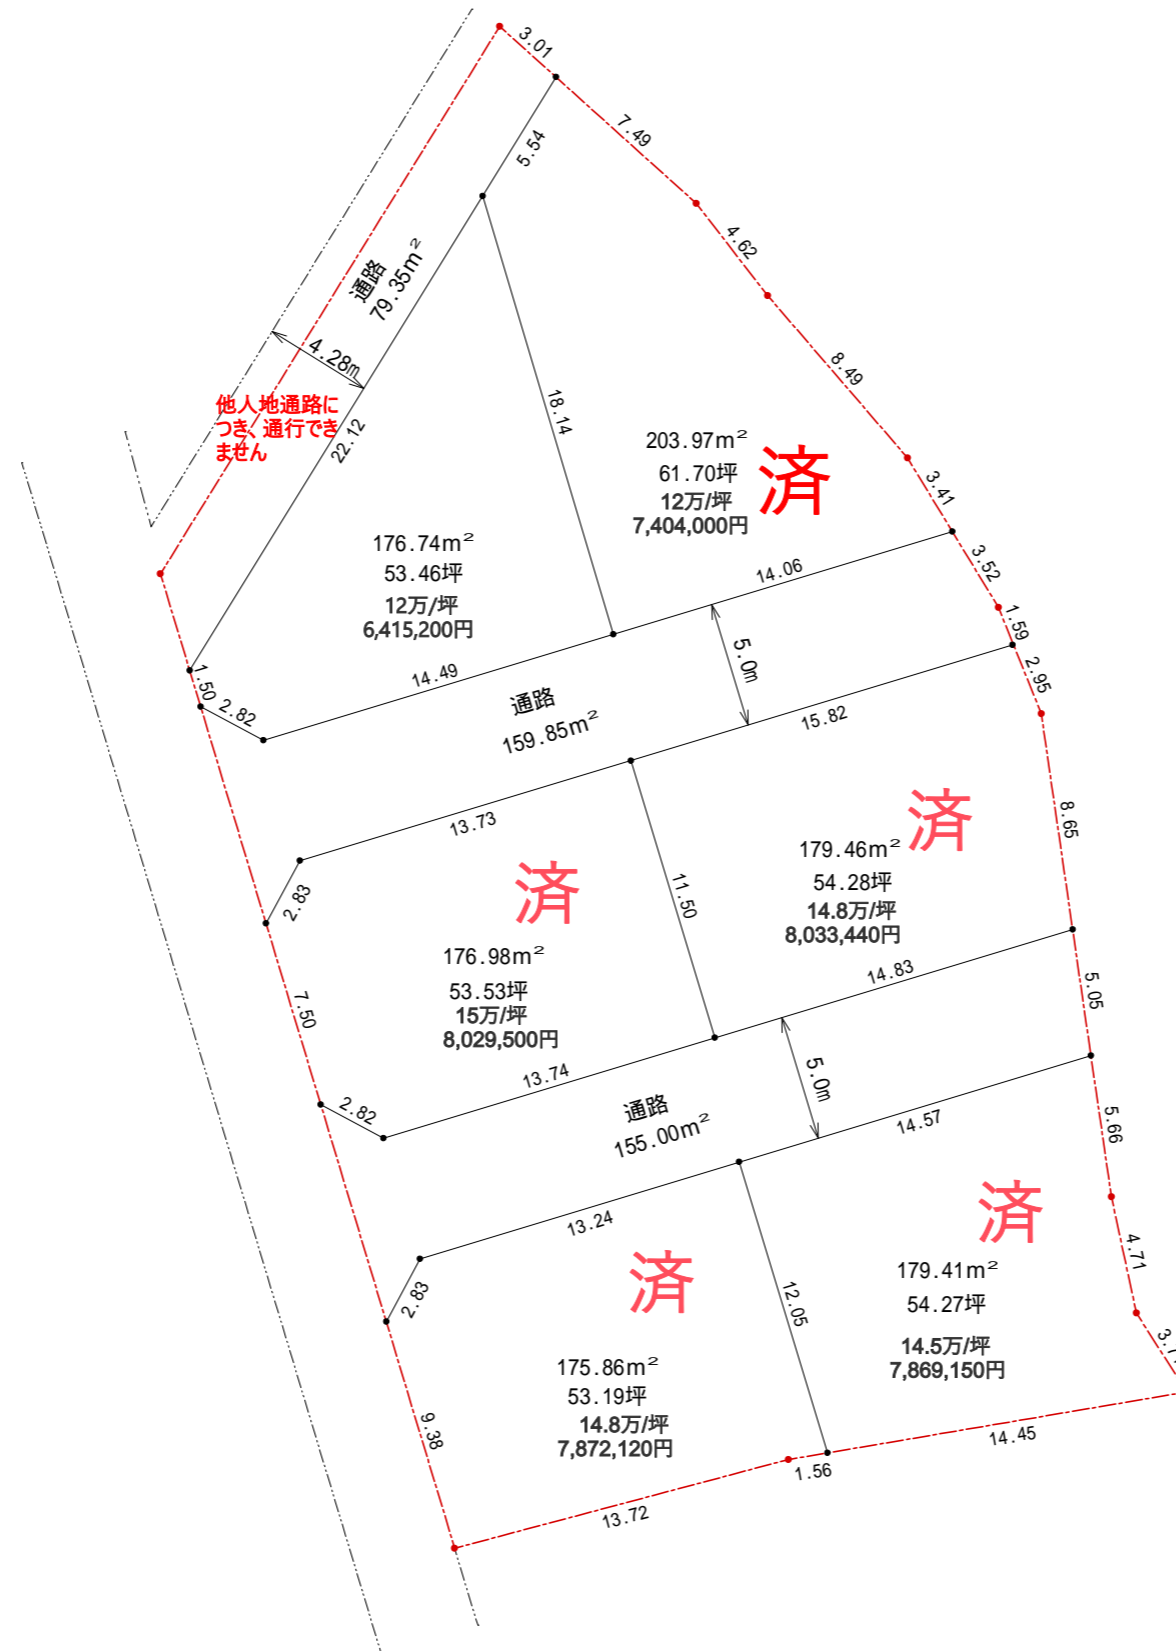 3.01
7.49
5.54
4.62
通路
79.35m²
4.28m
8.49
他人地通路に
つき、通行でき
ません
22.12
18.14
203.97m²
61.70坪
12万/坪
7,404,000円
済
3.41
176.74m²
53.46坪
12万/坪
6,415,200円
14.06
3.52
1.59
1.50
2.82
14.49
通路
159.85m²
5.0m
2.95
15.82
13.73
2.83
済
176.98m²
53.53坪
15万/坪
8,029,500円
11.50
済
179.46m²
54.28坪
14.8万/坪
8,033,440円
8.65
7.50
14.83
5.05
2.82
13.74
通路
155.00m²
5.0m
14.57
5.66
13.24
2.83
済
175.86m²
53.19坪
14.8万/坪
7,872,120円
12.05
済
179.41m²
54.27坪
14.5万/坪
7,869,150円
4.71
9.38
13.72
1.56
14.45